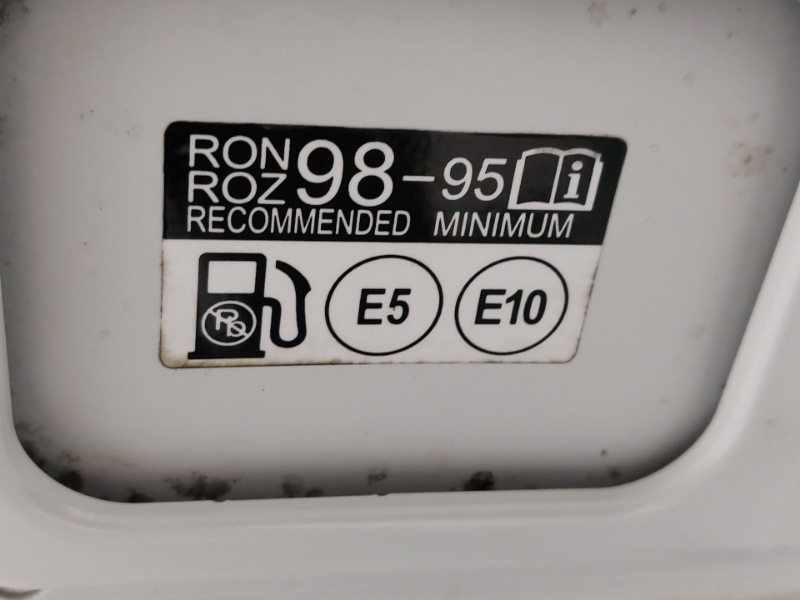 RON
ROZ 98-95 i
RECOMMENDED MINIMUM
Pb E5 E10